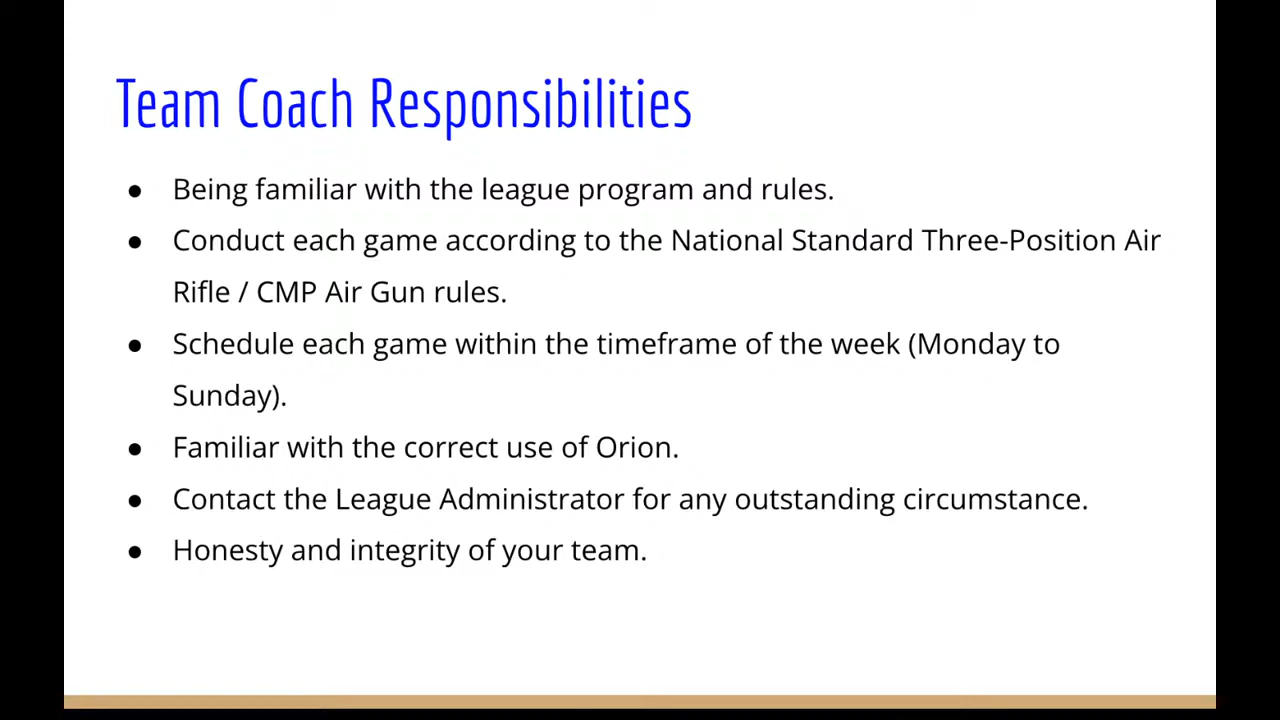 Team Coach Responsibilities
● Being familiar with the league program and rules.
● Conduct each game according to the National Standard Three-Position Air
Rifle / CMP Air Gun rules.
● Schedule each game within the timeframe of the week (Monday to
Sunday).
● Familiar with the correct use of Orion.
● Contact the League Administrator for any outstanding circumstance.
● Honesty and integrity of your team.